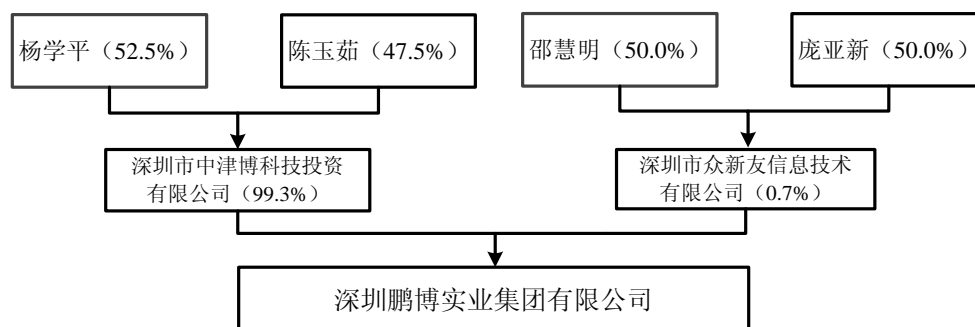 杨学平（52.5%）
陈玉茹（47.5%）
邵慧明（50.0%）
庞亚新（50.0%）
深圳市中津博科技投资
有限公司（99.3%）
深圳市众新友信息技术
有限公司（0.7%）
深圳鹏博实业集团有限公司